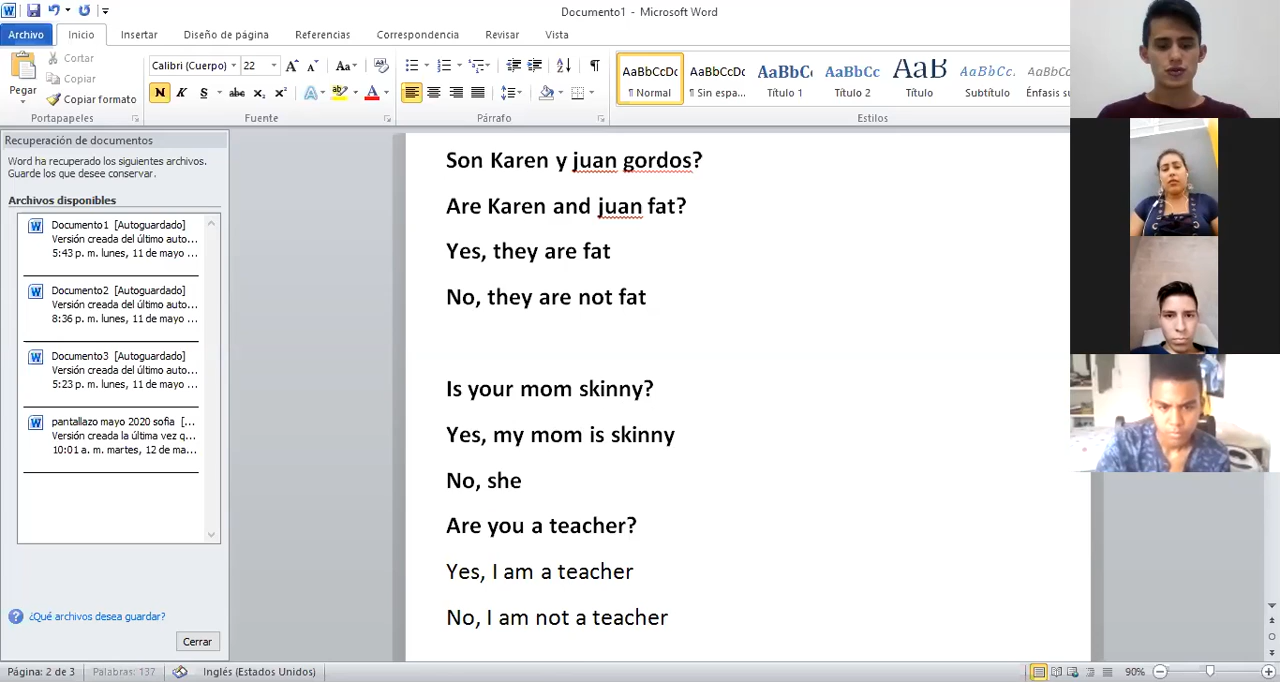 Documento1 - Microsoft Word
Archivo Inicio Insertar Diseño de página Referencias Correspondencia Revisar Vista
Pegar
Cortar
Copiar
Copiar formato
Portapapeles
Calibri (Cuerpo) 22
Fuente
Párrafo
AaBbCcDc AaBbCcDc AaBbC AaBbCc AaB AaBbCc. AaBbCc
¶ Normal ¶ Sin espa... Título 1 Título 2 Título Subtítulo Énfasis
Estilos
Recuperación de documentos
Word ha recuperado los siguientes archivos.
Guarde los que desee conservar.
Archivos disponibles
Documento1 [Autoguardado]
Versión creada del último auto...
5:43 p. m. lunes, 11 de mayo ...
Documento2 [Autoguardado]
Versión creada del último auto...
8:36 p. m. lunes, 11 de mayo ...
Documento3 [Autoguardado]
Versión creada del último auto...
5:23 p. m. lunes, 11 de mayo ...
pantallazo mayo 2020 sofia [...
Versión creada la última vez q...
10:01 a. m. martes, 12 de ma...
¿Qué archivos desea guardar?
Cerrar
Son Karen y juan gordos?
Are Karen and juan fat?
Yes, they are fat
No, they are not fat
Is your mom skinny?
Yes, my mom is skinny
No, she
Are you a teacher?
Yes, I am a teacher
No, I am not a teacher
Página: 2 de 3 Palabras: 137 Inglés (Estados Unidos) 90%